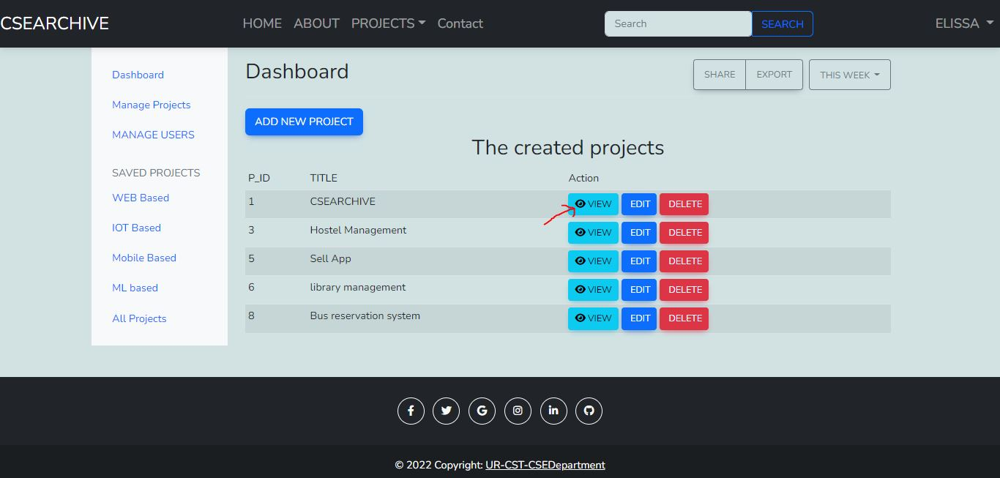 CSEARCHIVE HOME ABOUT PROJECTS Contact Search SEARCH ELISSA
Dashboard
Manage Projects
MANAGE USERS
SAVED PROJECTS
WEB Based
IOT Based
Mobile Based
ML based
All Projects
Dashboard SHARE EXPORT THIS WEEK
ADD NEW PROJECT
The created projects
P_ID TITLE Action
1 CSEARCHIVE VIEW EDIT DELETE
3 Hostel Management VIEW EDIT DELETE
5 Sell App VIEW EDIT DELETE
6 library management VIEW EDIT DELETE
8 Bus reservation system VIEW EDIT DELETE
© 2022 Copyright: UR-CST-CSEDepartment